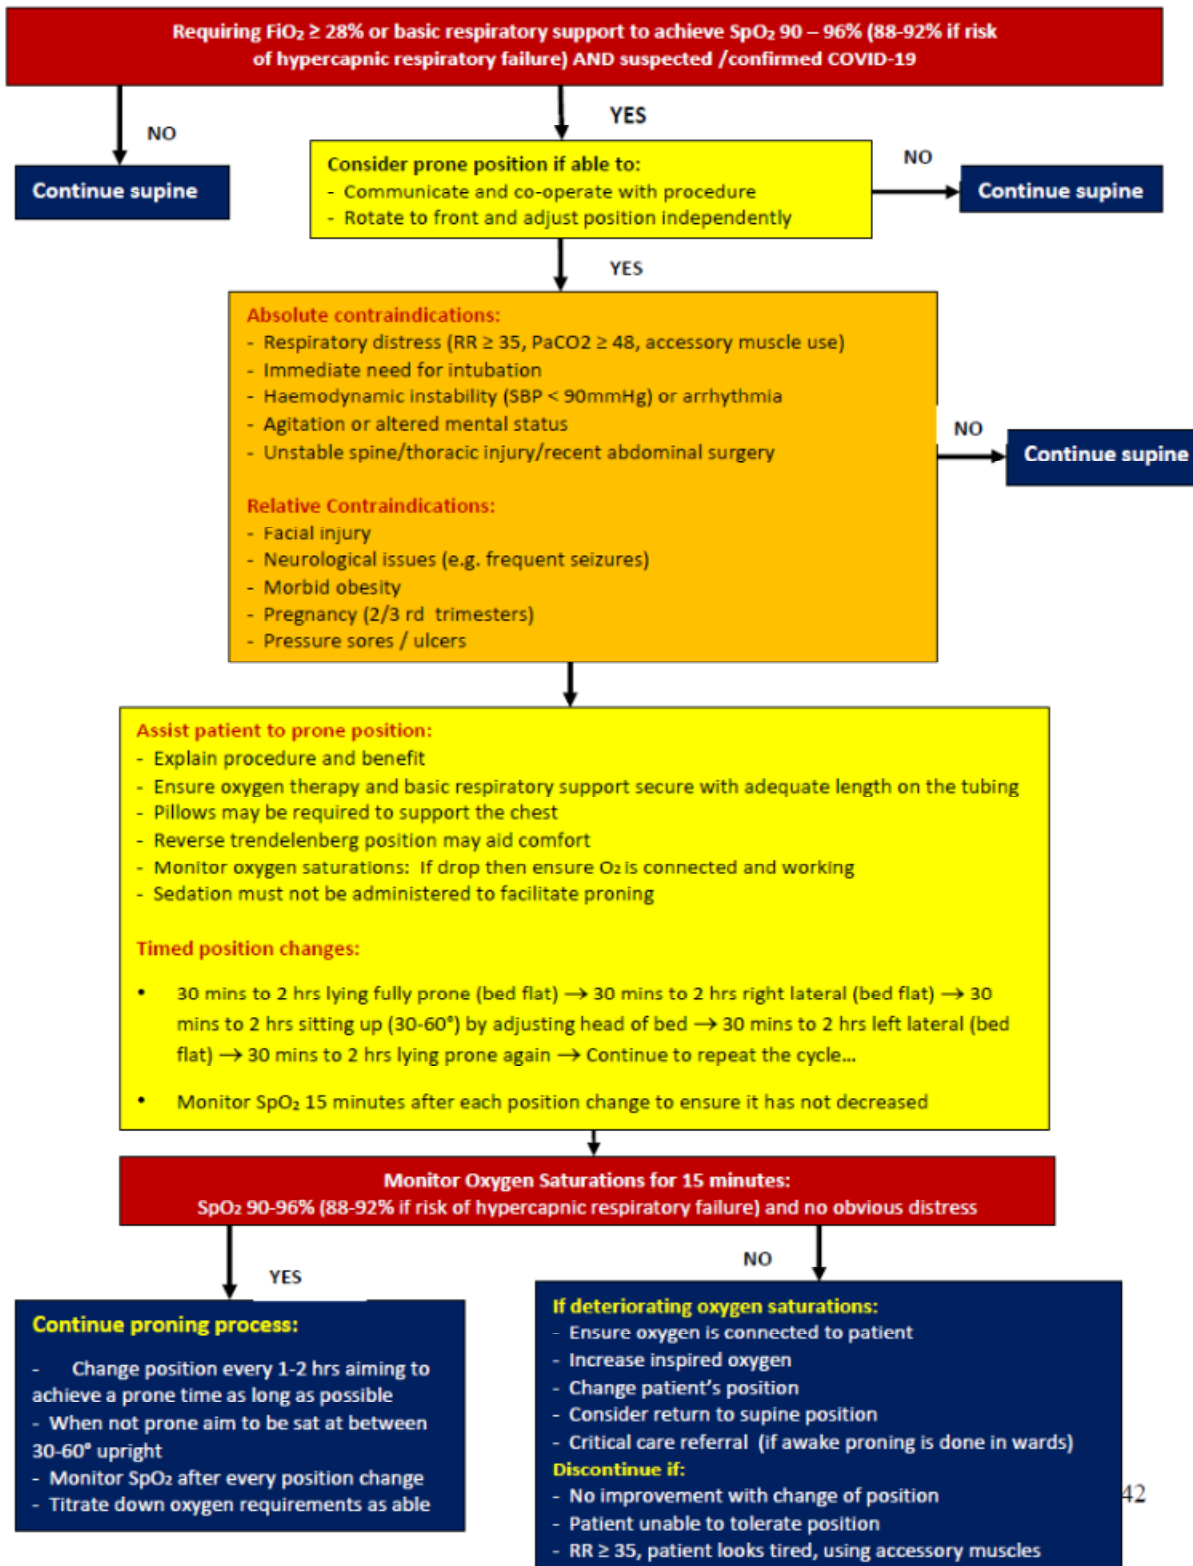 Requiring FiO₂ ≥ 28% or basic respiratory support to achieve SpO₂ 90 – 96% (88-92% if risk
of hypercapnic respiratory failure) AND suspected /confirmed COVID-19
NO
YES
Continue supine
Consider prone position if able to:
- Communicate and co-operate with procedure
- Rotate to front and adjust position independently
NO
Continue supine
YES
Absolute contraindications:
- Respiratory distress (RR ≥ 35, PaCO2 ≥ 48, accessory muscle use)
- Immediate need for intubation
- Haemodynamic instability (SBP < 90mmHg) or arrhythmia
- Agitation or altered mental status
- Unstable spine/thoracic injury/recent abdominal surgery
NO
Continue supine
Relative Contraindications:
- Facial injury
- Neurological issues (e.g. frequent seizures)
- Morbid obesity
- Pregnancy (2/3 rd trimesters)
- Pressure sores / ulcers
Assist patient to prone position:
- Explain procedure and benefit
- Ensure oxygen therapy and basic respiratory support secure with adequate length on the tubing
- Pillows may be required to support the chest
- Reverse trendelenberg position may aid comfort
- Monitor oxygen saturations: If drop then ensure O₂ is connected and working
- Sedation must not be administered to facilitate proning
Timed position changes:
• 30 mins to 2 hrs lying fully prone (bed flat) → 30 mins to 2 hrs right lateral (bed flat) → 30
mins to 2 hrs sitting up (30-60°) by adjusting head of bed → 30 mins to 2 hrs left lateral (bed
flat) → 30 mins to 2 hrs lying prone again → Continue to repeat the cycle...
• Monitor SpO₂ 15 minutes after each position change to ensure it has not decreased
Monitor Oxygen Saturations for 15 minutes:
SpO₂ 90-96% (88-92% if risk of hypercapnic respiratory failure) and no obvious distress
YES
NO
Continue proning process:
- Change position every 1-2 hrs aiming to
achieve a prone time as long as possible
- When not prone aim to be sat at between
30-60° upright
- Monitor SpO₂ after every position change
- Titrate down oxygen requirements as able
If deteriorating oxygen saturations:
- Ensure oxygen is connected to patient
- Increase inspired oxygen
- Change patient's position
- Consider return to supine position
- Critical care referral (if awake proning is done in wards)
Discontinue if:
- No improvement with change of position
- Patient unable to tolerate position
- RR ≥ 35, patient looks tired, using accessory muscles
42